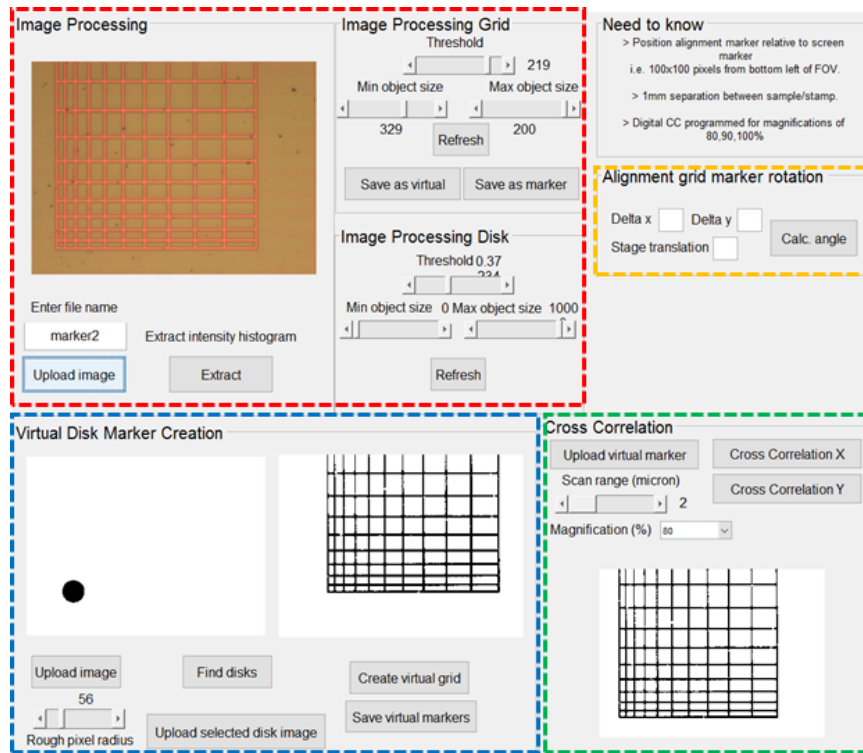 Image Processing
Enter file name
marker2
Extract intensity histogram
Upload image
Extract
Image Processing Grid
Threshold
219
Min object size
Max object size
329
200
Refresh
Save as virtual
Save as marker
Image Processing Disk
Threshold 0.37
234
Min object size 0 Max object size 1000
Refresh
Need to know
> Position alignment marker relative to screen
marker
i.e. 100x100 pixels from bottom left of FOV.
> 1mm separation between sample/stamp.
> Digital CC programmed for magnifications of
80,90,100%
Alignment grid marker rotation
Delta x
Delta y
Stage translation
Calc. angle
Virtual Disk Marker Creation
Upload image
Find disks
Create virtual grid
56
Rough pixel radius
Upload selected disk image
Save virtual markers
Cross Correlation
Upload virtual marker
Cross Correlation X
Scan range (micron)
2
Cross Correlation Y
Magnification (%)
80